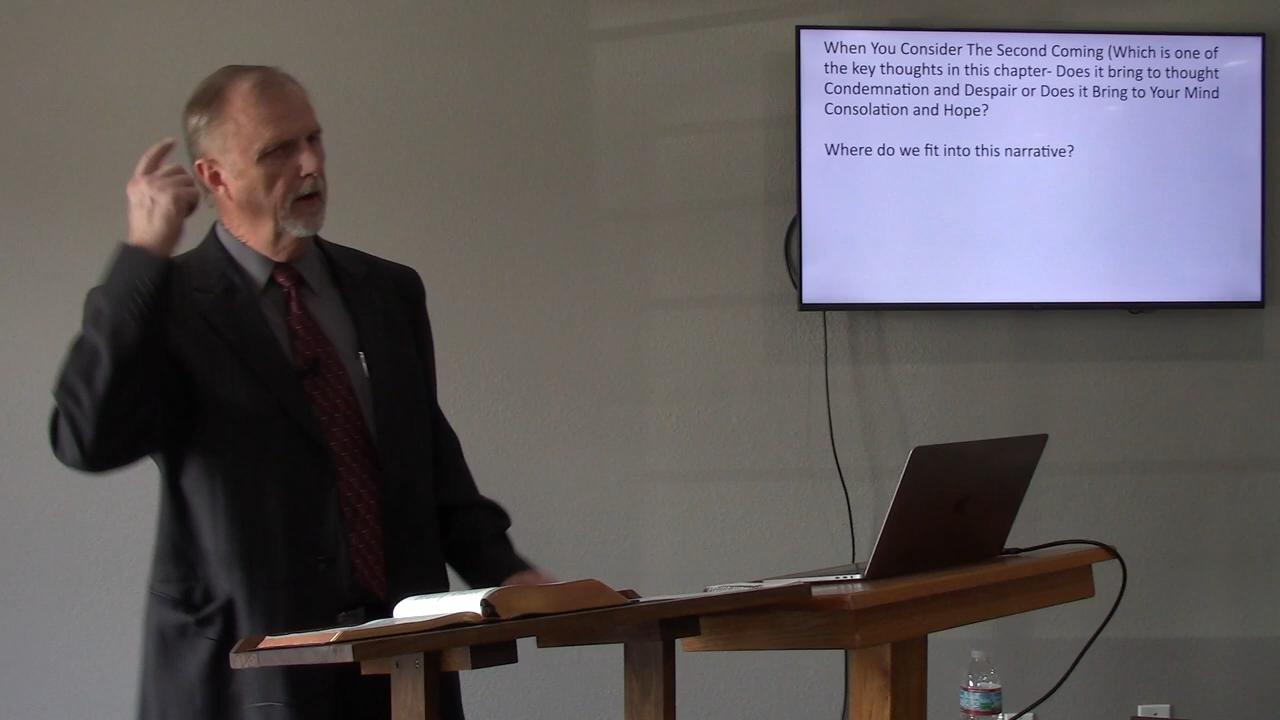 When You Consider The Second Coming (Which is one of
the key thoughts in this chapter- Does it bring to thought
Condemnation and Despair or Does it Bring to Your Mind
Consolation and Hope?
Where do we fit into this narrative?